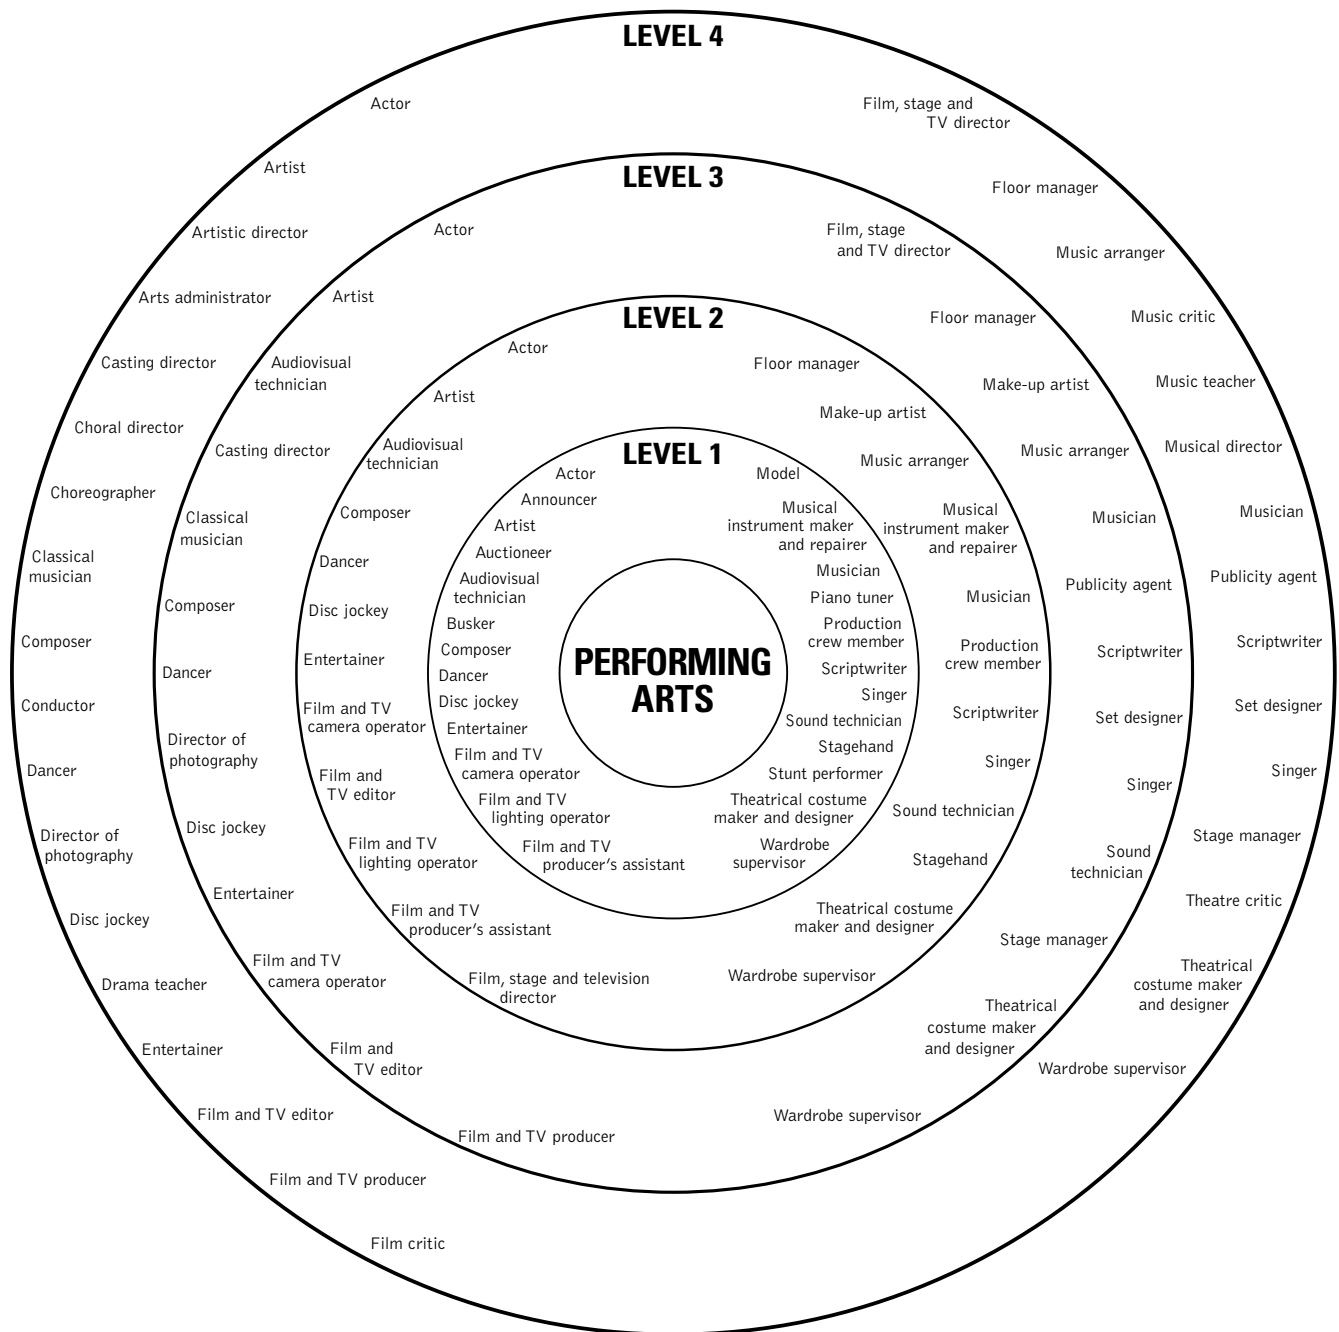 LEVEL 4
Actor
Artist
Artistic director
Arts administrator
Casting director
Choral director
Choreographer
Classical
musician
Composer
Conductor
Dancer
Director of
photography
Disc jockey
Drama teacher
Entertainer
Film and TV editor
Film and TV producer
Film critic
Film, stage and
TV director
Floor manager
Music arranger
Music critic
Music teacher
Musical director
Musician
Publicity agent
Scriptwriter
Set designer
Singer
Stage manager
Theatre critic
Theatrical
costume maker
and designer
Wardrobe supervisor
LEVEL 3
Actor
Artist
Audiovisual
technician
Casting director
Classical
musician
Composer
Dancer
Director of
photography
Disc jockey
Entertainer
Film and TV
camera operator
Film and
TV editor
Film and TV producer
Film, stage
and TV director
Floor manager
Make-up artist
Music arranger
Musician
Publicity agent
Scriptwriter
Set designer
Singer
Sound
technician
Stage manager
Theatrical
costume maker
and designer
Wardrobe supervisor
LEVEL 2
Actor
Artist
Audiovisual
technician
Composer
Dancer
Disc jockey
Entertainer
Film and TV
camera operator
Film and
TV editor
Film and TV
lighting operator
Film and TV
producer’s assistant
Film, stage and television
director
Floor manager
Make-up artist
Music arranger
Musical
instrument maker
and repairer
Musician
Production
crew member
Scriptwriter
Singer
Sound technician
Stagehand
Theatrical costume
maker and designer
Wardrobe supervisor
LEVEL 1
Actor
Announcer
Artist
Auctioneer
Audiovisual
technician
Busker
Composer
Dancer
Disc jockey
Entertainer
Film and TV
camera operator
Film and TV
lighting operator
Film and TV
producer’s assistant
Model
Musical
instrument maker
and repairer
Musician
Piano tuner
Production
crew member
Scriptwriter
Singer
Sound technician
Stagehand
Stunt performer
Theatrical costume
maker and designer
Wardrobe
supervisor
PERFORMING
ARTS